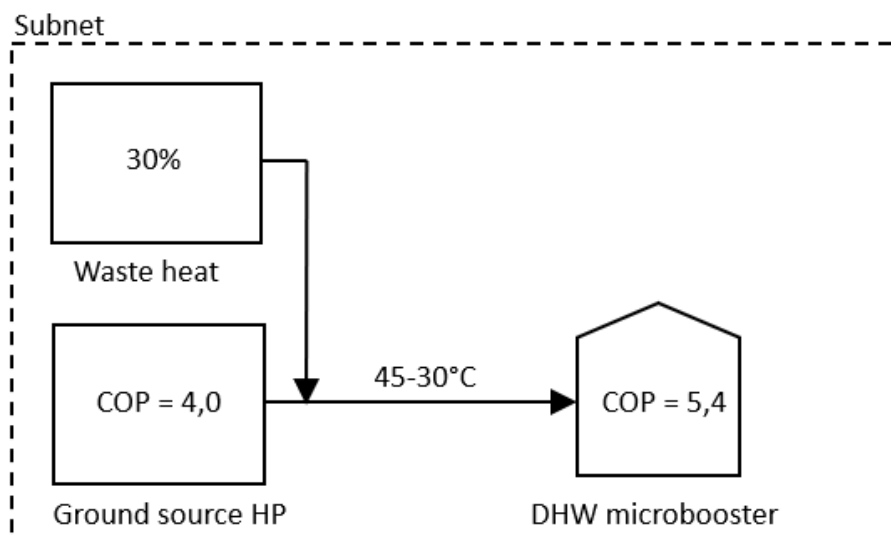 Subnet
30%
Waste heat
45-30°C
COP = 4,0
COP = 5,4
Ground source HP
DHW microbooster